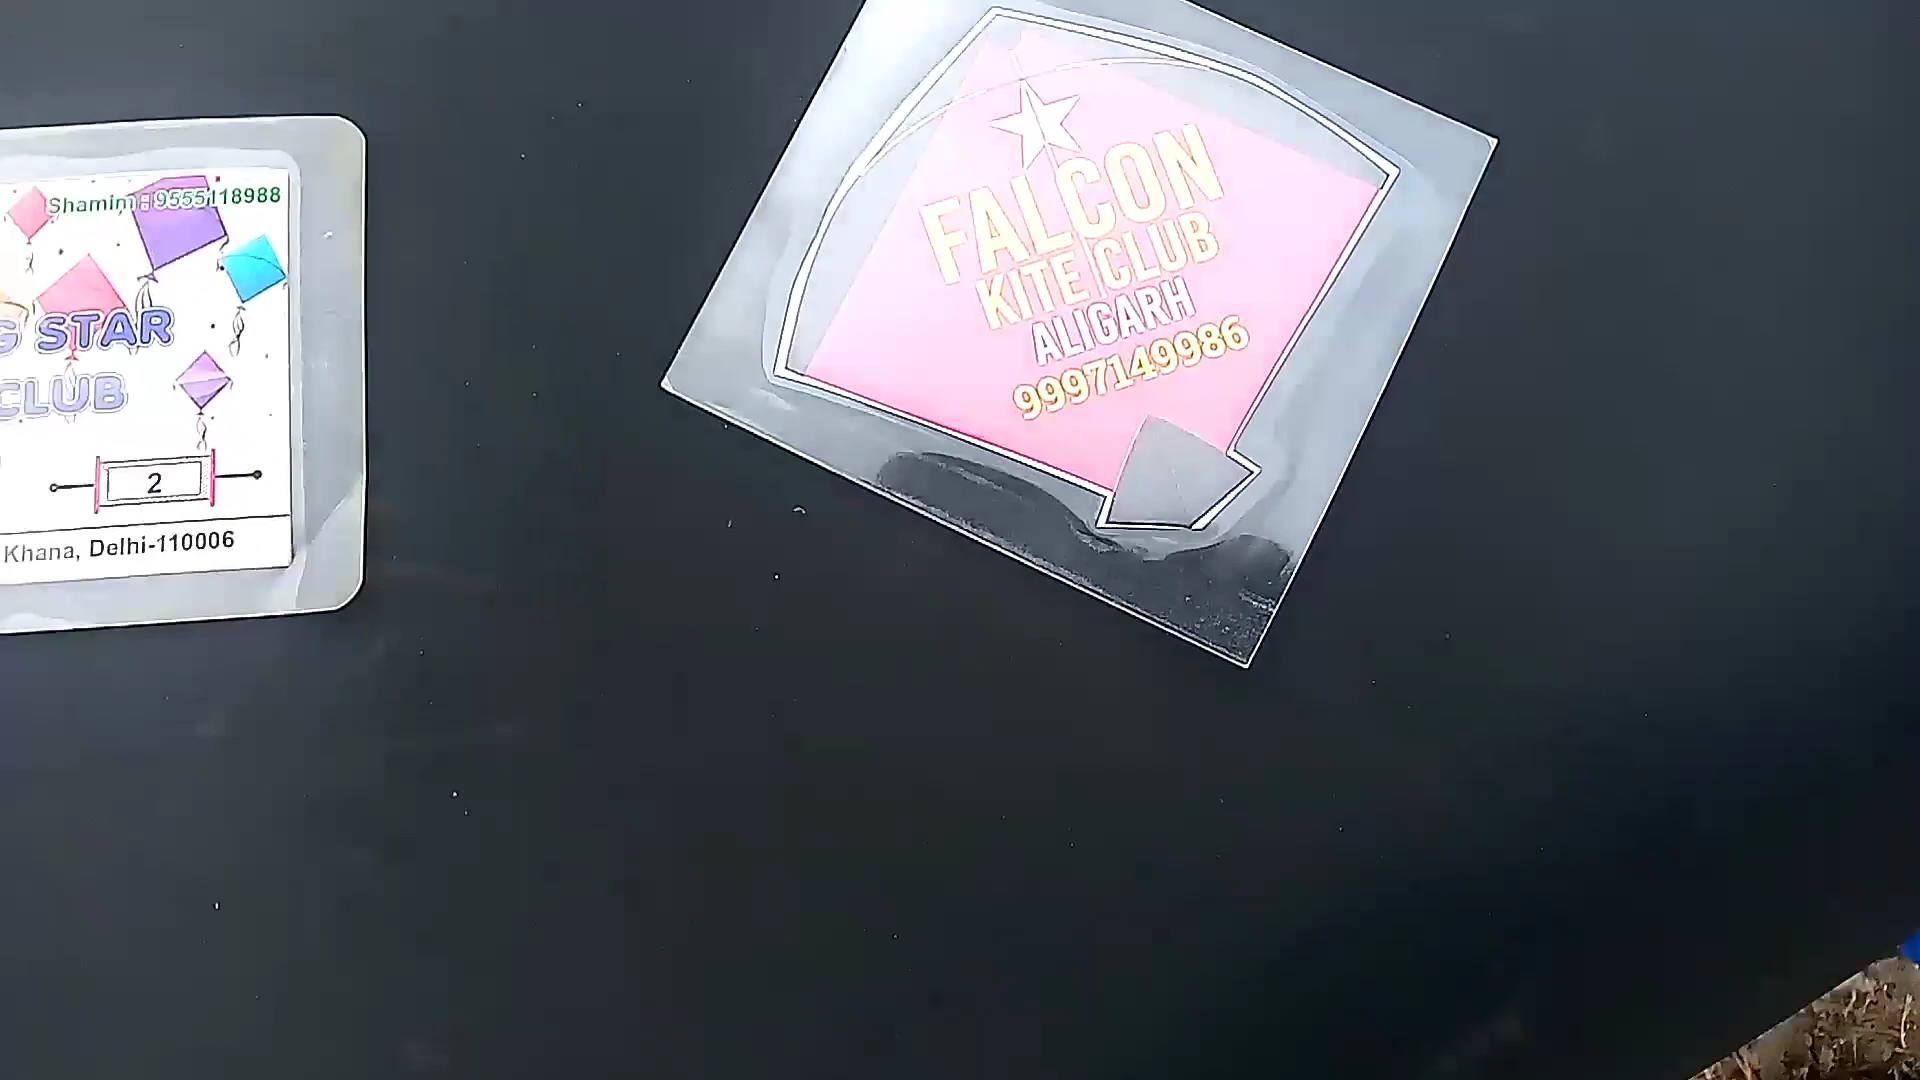 Shamim : 9555118988
G STAR
CLUB
2
Khana, Delhi-110006
FALCON
KITE CLUB
ALIGARH
9997149986